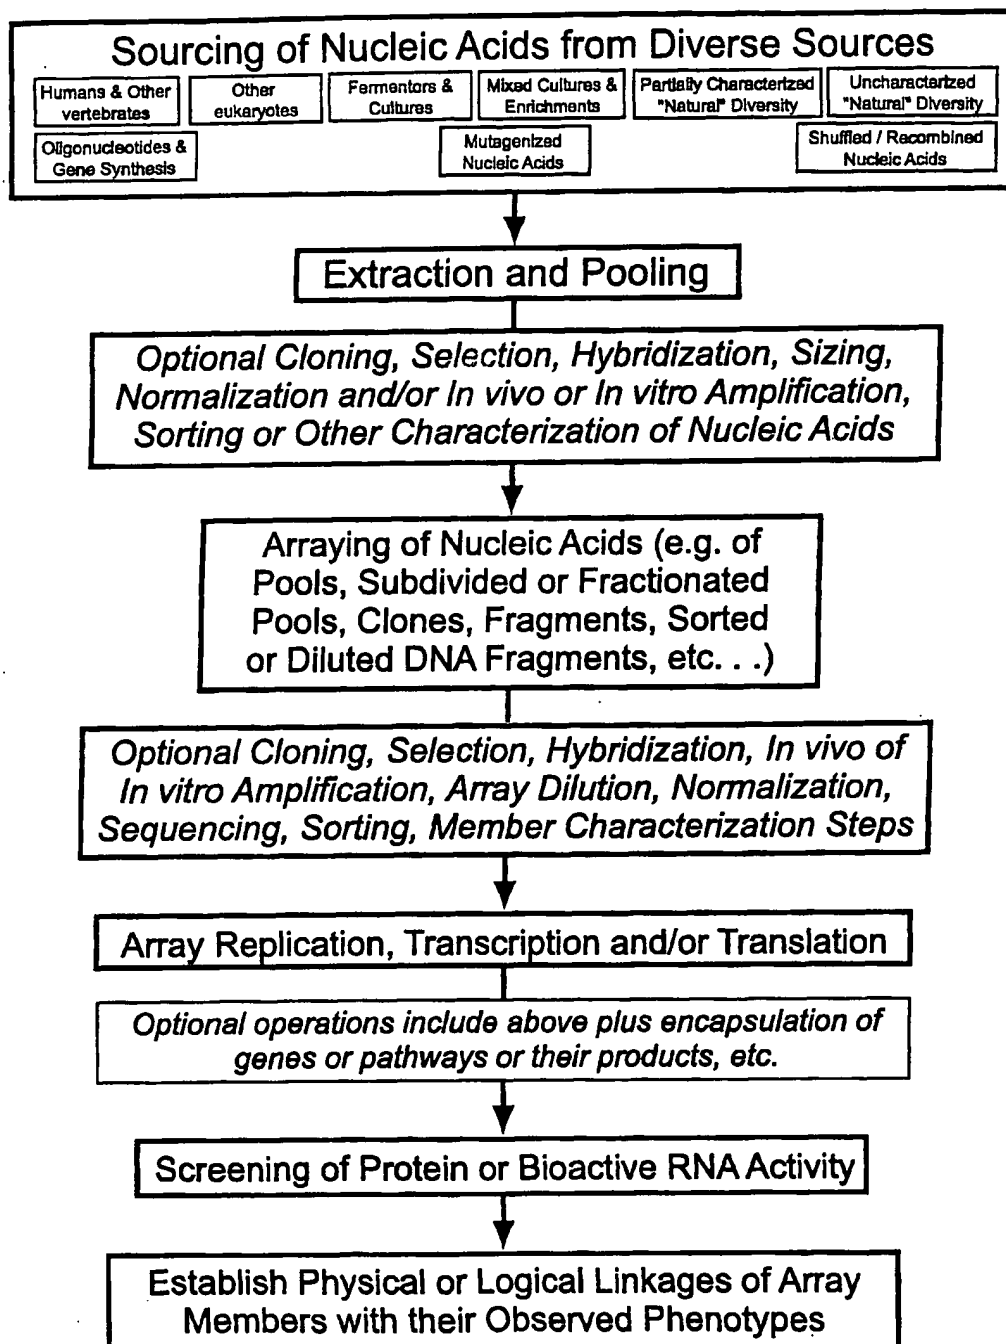 Sourcing of Nucleic Acids from Diverse Sources
Humans & Other
vertebrates
Other
eukaryotes
Fermentors &
Cultures
Mixed Cultures &
Enrichments
Partially Characterized
"Natural" Diversity
Uncharacterized
"Natural" Diversity
Oligonucleotides &
Gene Synthesis
Mutagenized
Nucleic Acids
Shuffled / Recombined
Nucleic Acids
Extraction and Pooling
Optional Cloning, Selection, Hybridization, Sizing,
Normalization and/or In vivo or In vitro Amplification,
Sorting or Other Characterization of Nucleic Acids
Arraying of Nucleic Acids (e.g. of
Pools, Subdivided or Fractionated
Pools, Clones, Fragments, Sorted
or Diluted DNA Fragments, etc. . .)
Optional Cloning, Selection, Hybridization, In vivo of
In vitro Amplification, Array Dilution, Normalization,
Sequencing, Sorting, Member Characterization Steps
Array Replication, Transcription and/or Translation
Optional operations include above plus encapsulation of
genes or pathways or their products, etc.
Screening of Protein or Bioactive RNA Activity
Establish Physical or Logical Linkages of Array
Members with their Observed Phenotypes